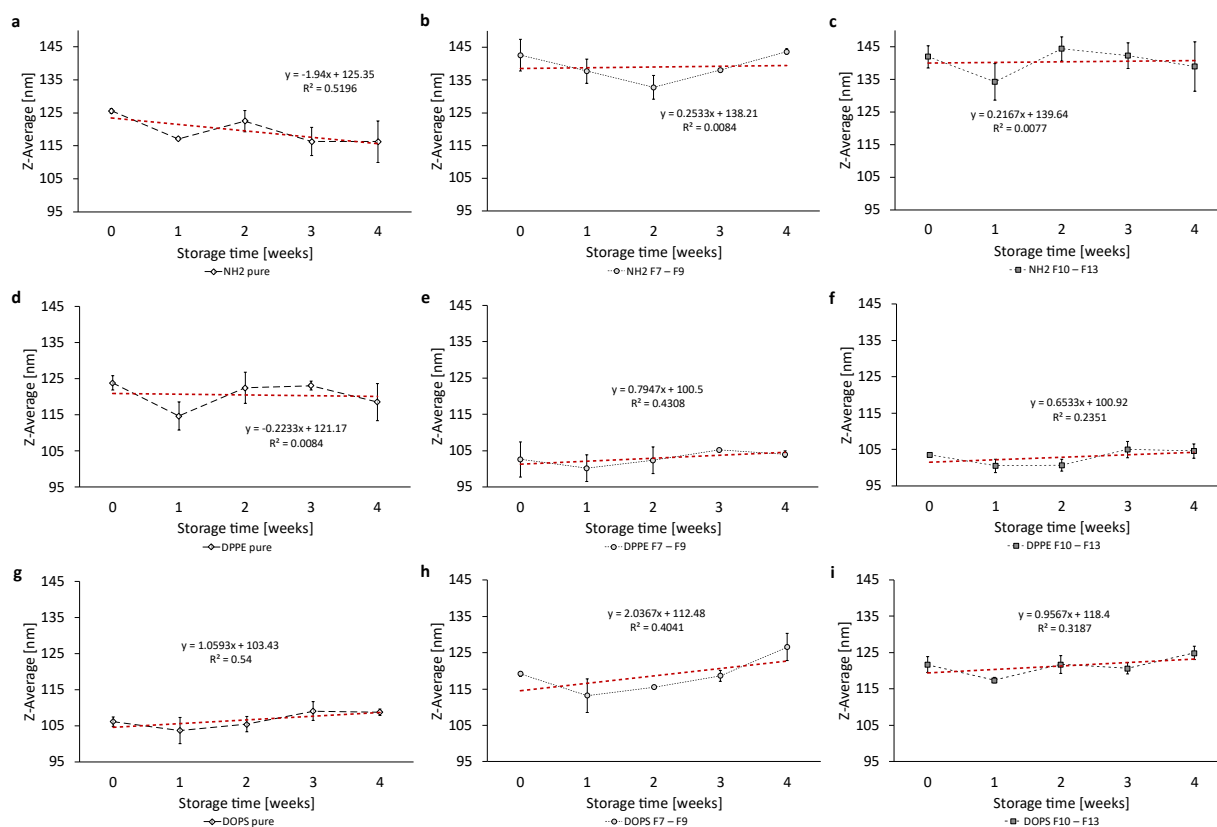 a
Z-Average [nm]
145
135
125
115
105
95
y = -1.94x + 125.35
R² = 0.5196
0 1 2 3 4
Storage time [weeks]
NH2 pure
b
Z-Average [nm]
145
135
125
115
105
95
y = 0.2533x + 138.21
R² = 0.0084
0 1 2 3 4
Storage time [weeks]
NH2 F7 – F9
c
Z-Average [nm]
145
135
125
115
105
95
y = 0.2167x + 139.64
R² = 0.0077
0 1 2 3 4
Storage time [weeks]
NH2 F10 – F13
d
Z-Average [nm]
145
135
125
115
105
95
y = -0.2233x + 121.17
R² = 0.0084
0 1 2 3 4
Storage time [weeks]
DPPE pure
e
Z-Average [nm]
145
135
125
115
105
95
y = 0.7947x + 100.5
R² = 0.4308
0 1 2 3 4
Storage time [weeks]
DPPE F7 – F9
f
Z-Average [nm]
145
135
125
115
105
95
y = 0.6533x + 100.92
R² = 0.2351
0 1 2 3 4
Storage time [weeks]
DPPE F10 – F13
g
Z-Average [nm]
145
135
125
115
105
95
y = 1.0593x + 103.43
R² = 0.54
0 1 2 3 4
Storage time [weeks]
DOPS pure
h
Z-Average [nm]
145
135
125
115
105
95
y = 2.0367x + 112.48
R² = 0.4041
0 1 2 3 4
Storage time [weeks]
DOPS F7 – F9
i
Z-Average [nm]
145
135
125
115
105
95
y = 0.9567x + 118.4
R² = 0.3187
0 1 2 3 4
Storage time [weeks]
DOPS F10 – F13